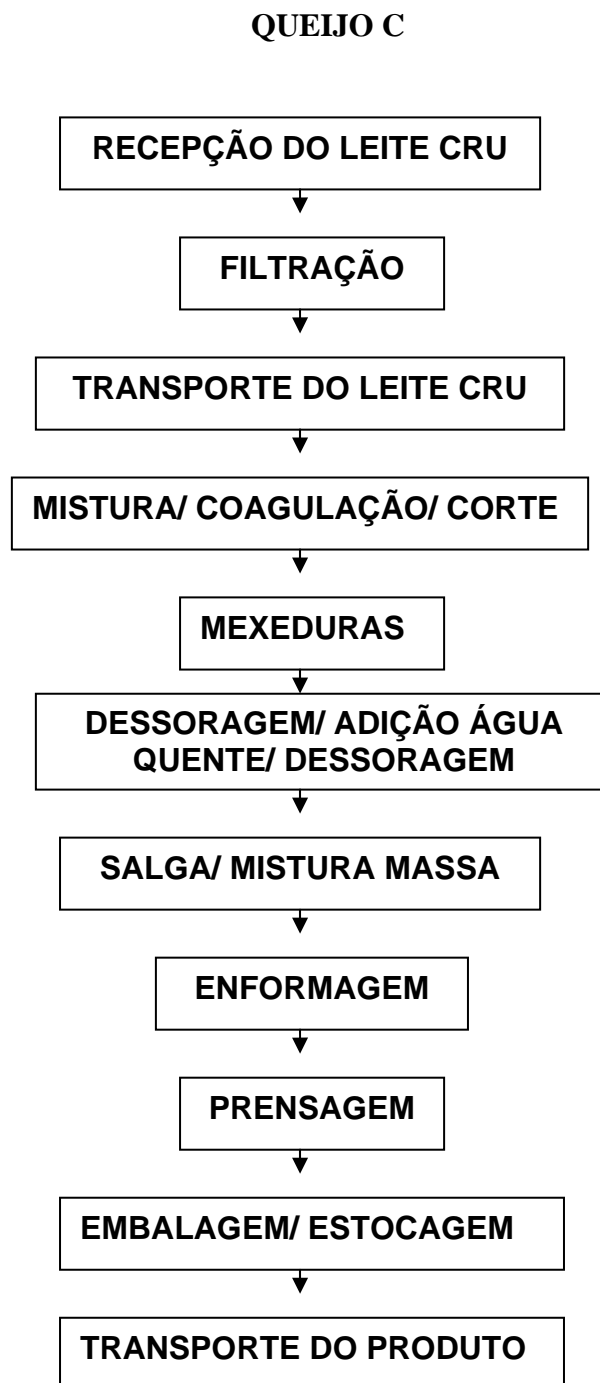 QUEIJO C
RECEPÇÃO DO LEITE CRU
FILTRAÇÃO
TRANSPORTE DO LEITE CRU
MISTURA/ COAGULAÇÃO/ CORTE
MEXEDURAS
DESSORAGEM/ ADIÇÃO ÁGUA
QUENTE/ DESSORAGEM
SALGA/ MISTURA MASSA
ENFORMAGEM
PRENSAGEM
EMBALAGEM/ ESTOCAGEM
TRANSPORTE DO PRODUTO